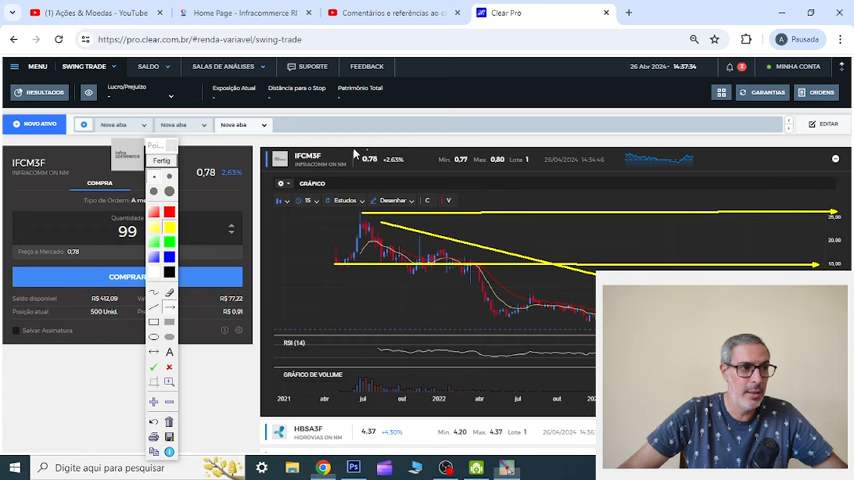 (1) Ações & Moedas - YouTube
Home Page - Infracommerce RI
Comentários e referências ao c
Clear Pro
https://pro.clear.com.br/#renda-variavel/swing-trade
Pausada
MENU
SWING TRADE
SALDO
SALAS DE ANÁLISES
SUPORTE
FEEDBACK
26 Abr 2024 • 14:37:34
2
MINHA CONTA
RESULTADOS
Lucro/Prejuízo
-
Exposição Atual
-
Distância para o Stop
-
Patrimônio Total
-
GARANTIAS
ORDENS
NOVO ATIVO
Nova aba
Nova aba
Nova aba
EDITAR
Fertig
IFCM3F
INFRACOMM ON NM
0,78
2,63%
COMPRA
Tipo de Ordem:
Quantidade
99
Preço a Mercado: 0,78
COMPRAR
Saldo disponível
R$ 412,09
R$ 77,22
Posição atual
500 Unid.
R$ 0,91
Salvar Assinatura
A
IFCM3F
INFRACOMM ON NM
0,78
+2.63%
Min. 0,77
Max. 0,80
Lote 1
26/04/2024 14:34:46
GRÁFICO
15
Estudos
Desenhar
C
V
20,00
RSI (14)
GRÁFICO DE VOLUME
2021
abr
jul
out
2022
abr
jul
out
HBSA3F
HIDROVIAS ON NM
4.37
+4.30%
Min. 4.20
Max. 4.37
Lote 1
26/04/2024
Digite aqui para pesquisar